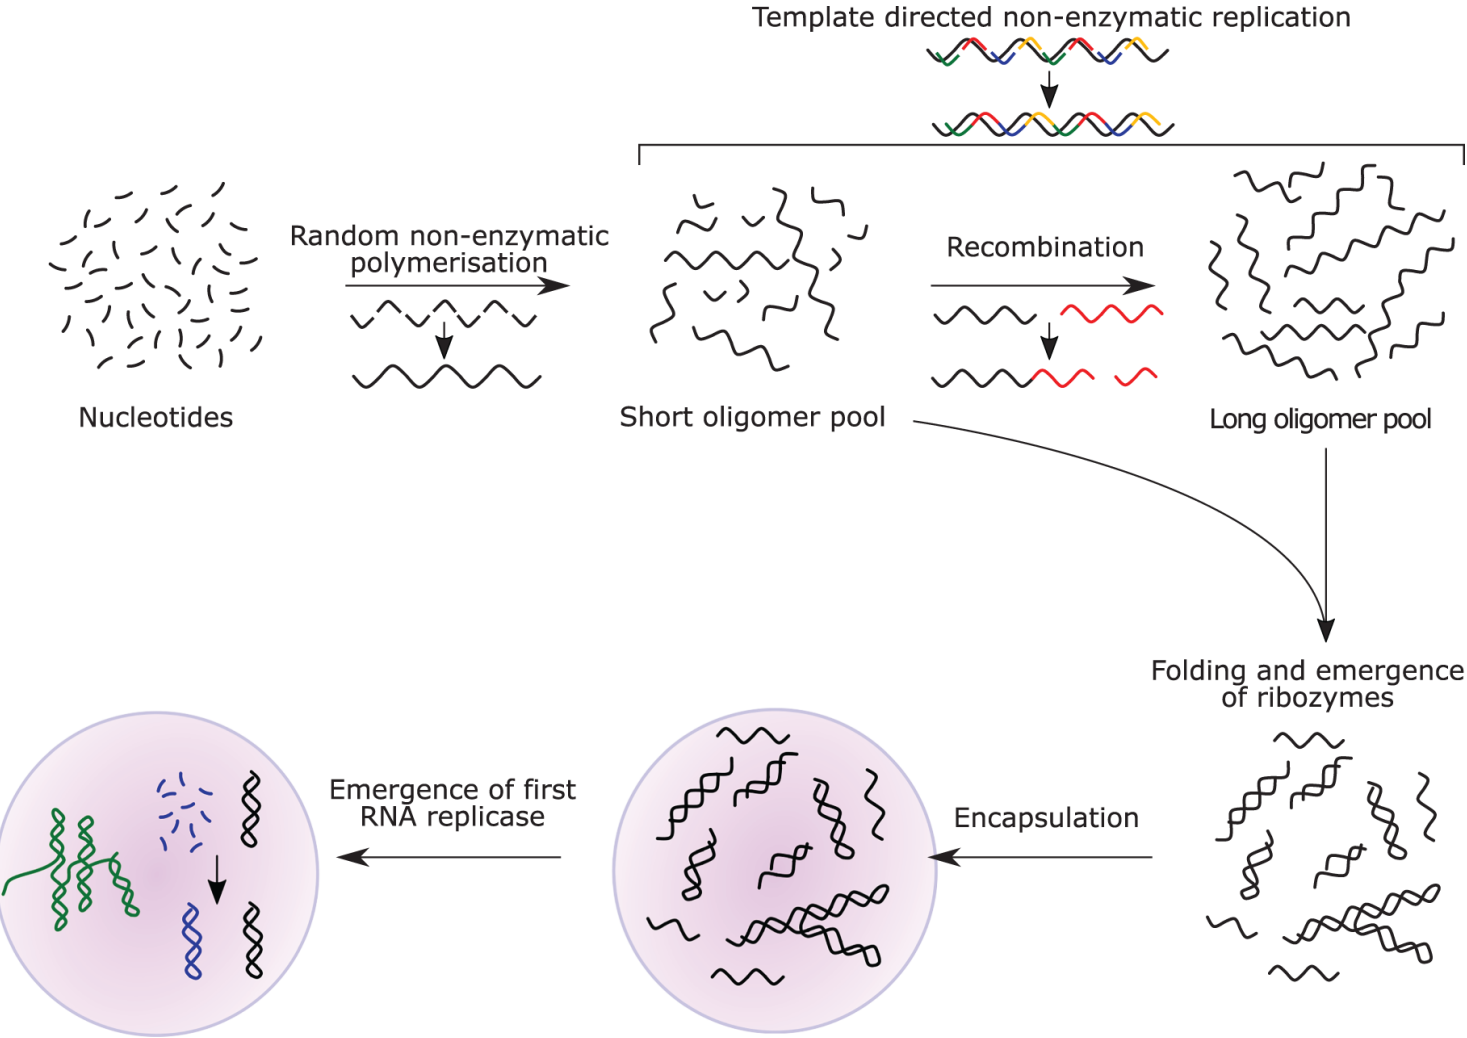 Template directed non-enzymatic replication
Random non-enzymatic
polymerisation
Recombination
Nucleotides
Short oligomer pool
Long oligomer pool
Folding and emergence
of ribozymes
Emergence of first
RNA replicase
Encapsulation